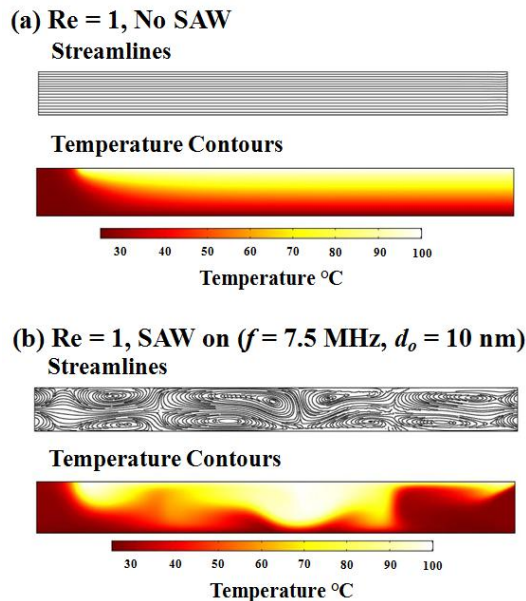 (a) Re = 1, No SAW
Streamlines
Temperature Contours
30 40 50 60 70 80 90 100
Temperature °C
(b) Re = 1, SAW on (f = 7.5 MHz, do = 10 nm)
Streamlines
Temperature Contours
30 40 50 60 70 80 90 100
Temperature °C